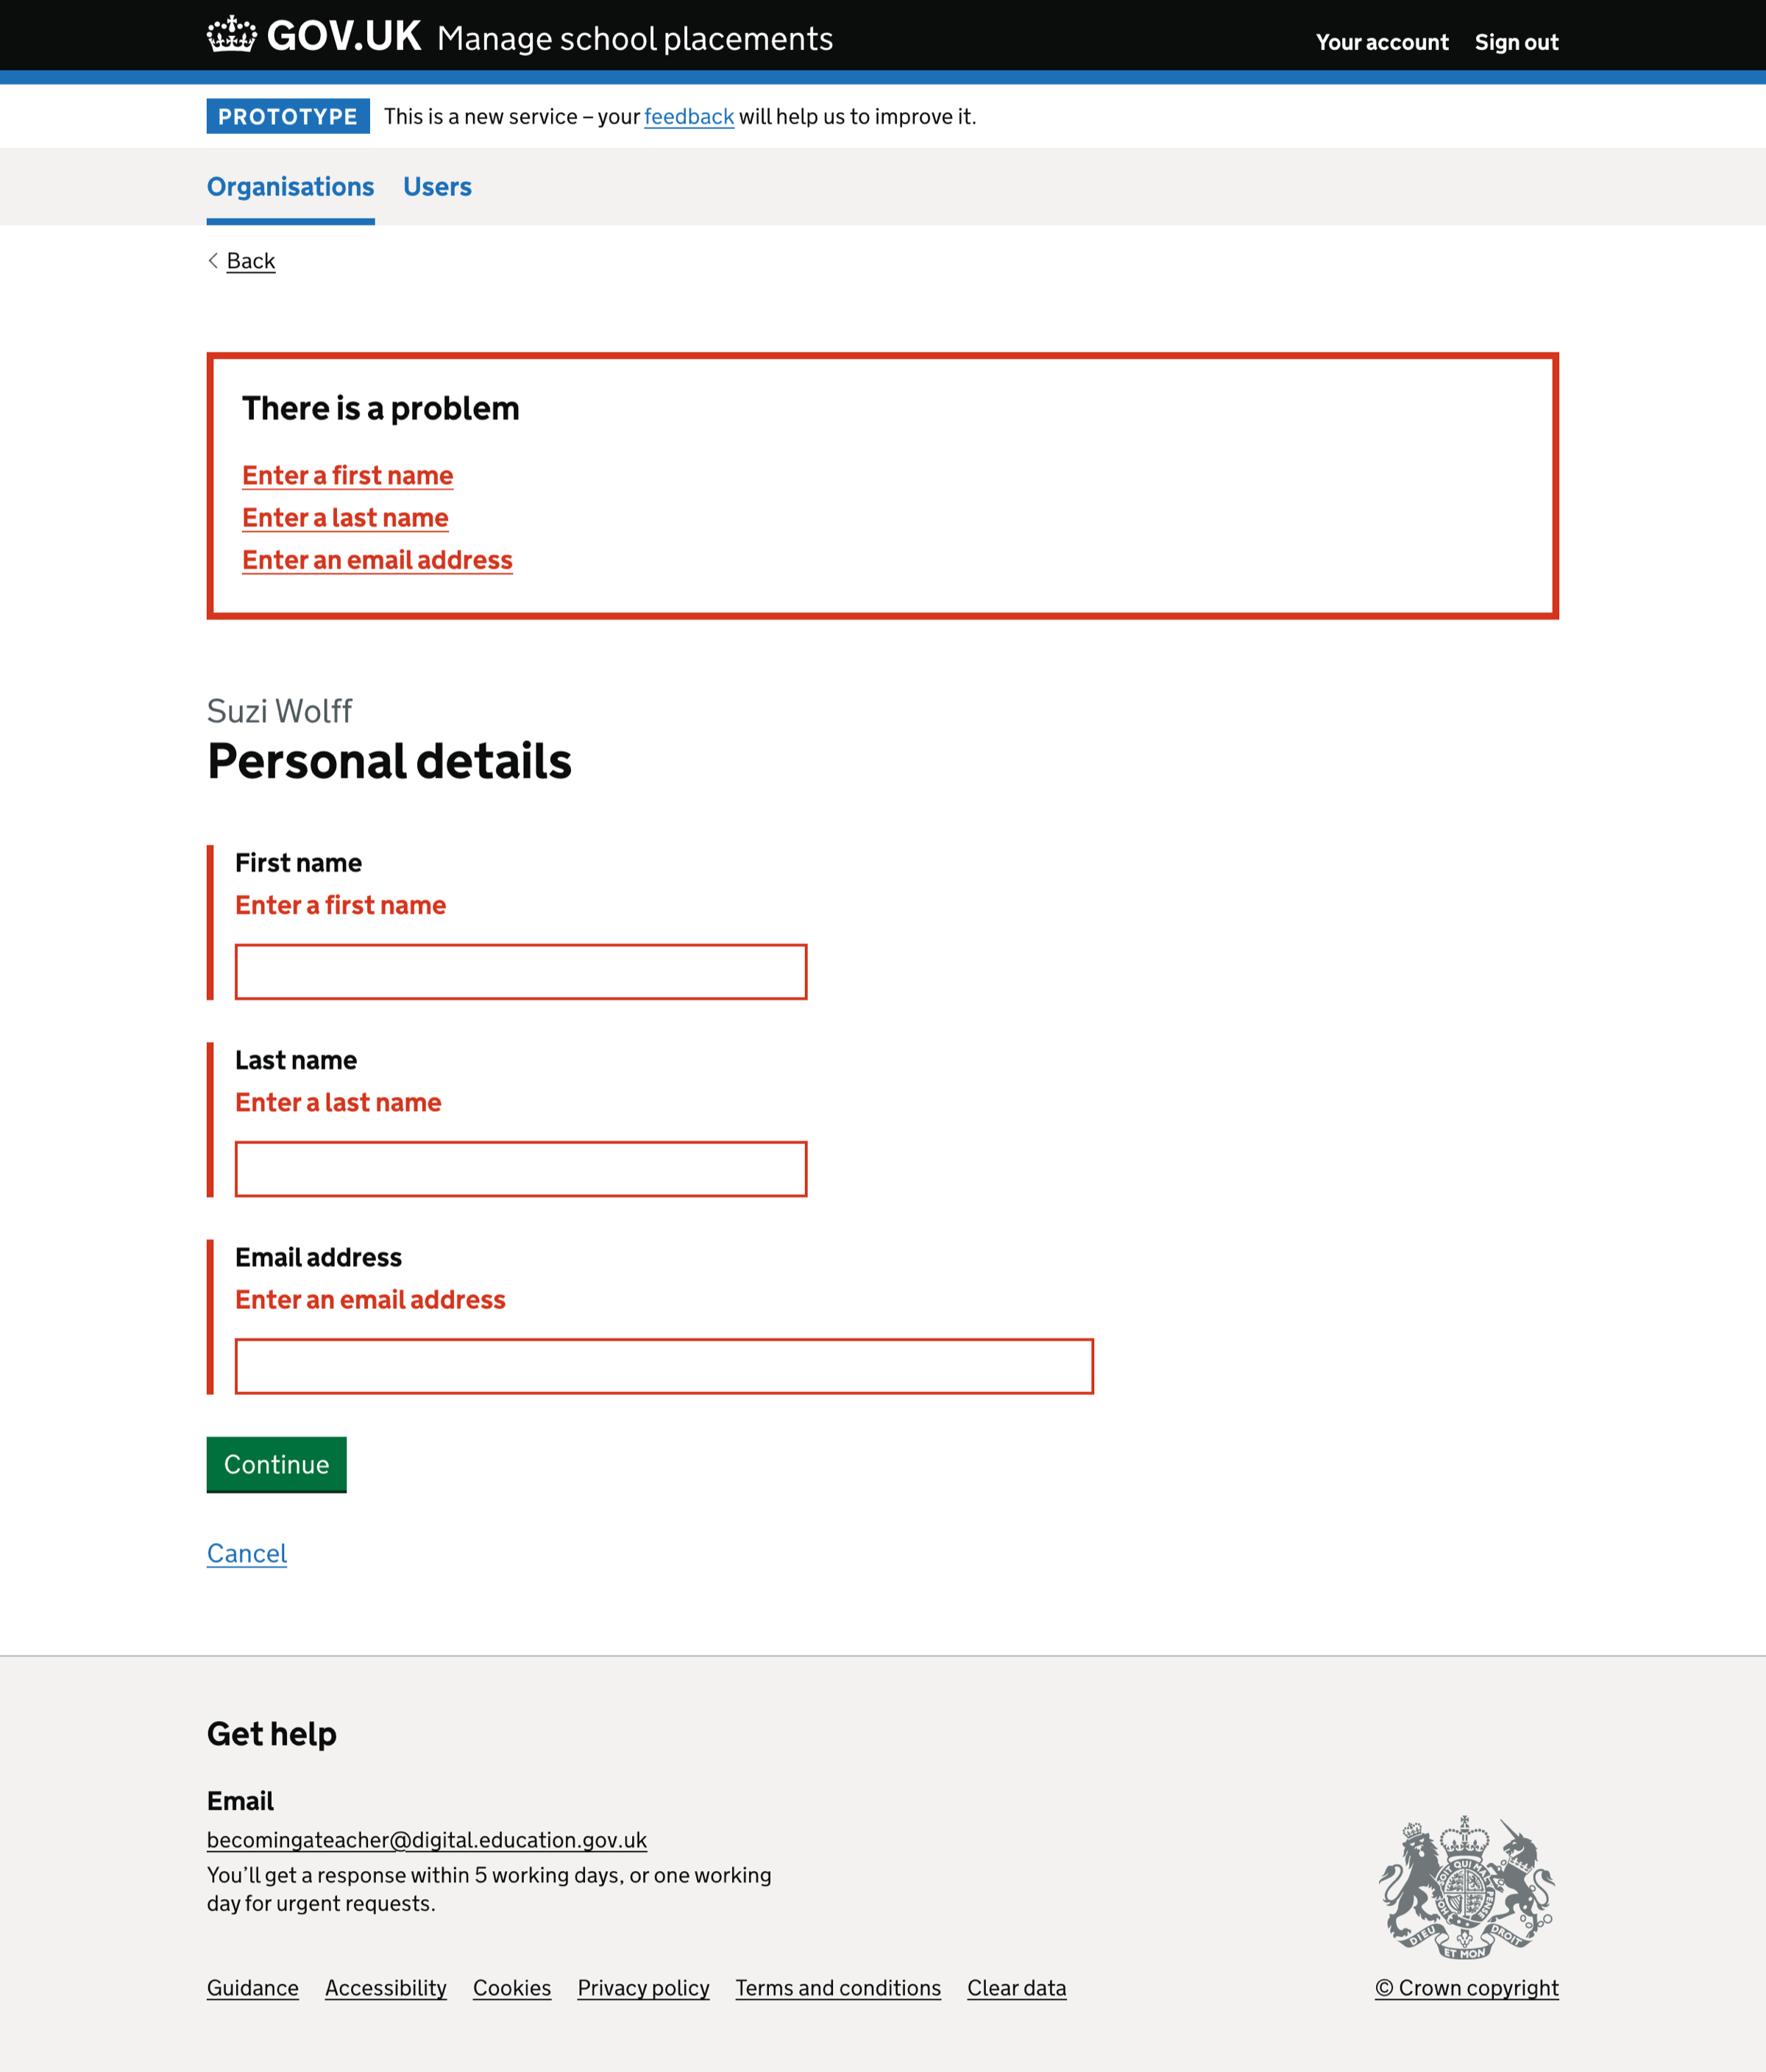 GOV.UK Manage school placements Your account Sign out
PROTOTYPE This is a new service – your feedback will help us to improve it.
Organisations Users
Back
There is a problem
Enter a first name
Enter a last name
Enter an email address
Suzi Wolff
Personal details
First name
Enter a first name
Last name
Enter a last name
Email address
Enter an email address
Continue
Cancel
Get help
Email
becomingateacher@digital.education.gov.uk
You’ll get a response within 5 working days, or one working
day for urgent requests.
DIEU ET MON DROIT
Guidance Accessibility Cookies Privacy policy Terms and conditions Clear data © Crown copyright